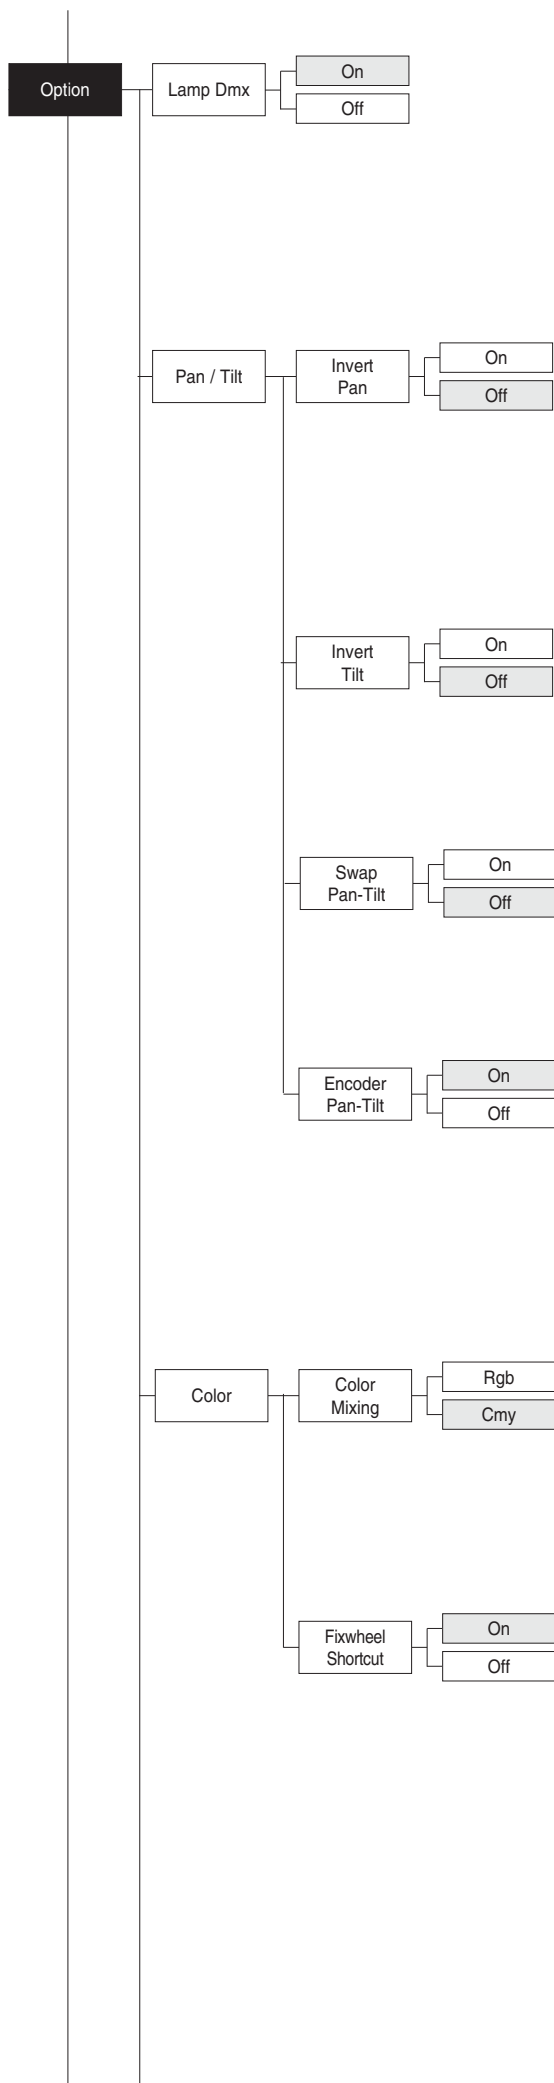 Option
Lamp Dmx
On
Off
Pan / Tilt
Invert
Pan
On
Off
Invert
Tilt
On
Off
Swap
Pan-Tilt
On
Off
Encoder
Pan-Tilt
On
Off
Color
Color
Mixing
Rgb
Cmy
Fixwheel
Shortcut
On
Off